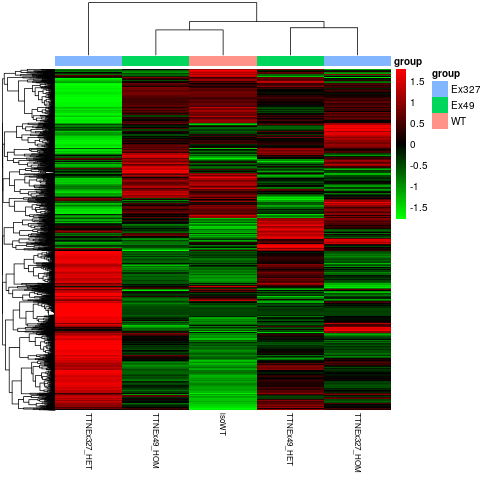 group
1.5
1
0.5
0
-0.5
-1
-1.5
group
Ex327
Ex49
WT
TTNEx327_HET
TTNEx49_HOM
isoWT
TTNEx49_HET
TTNEx327_HOM